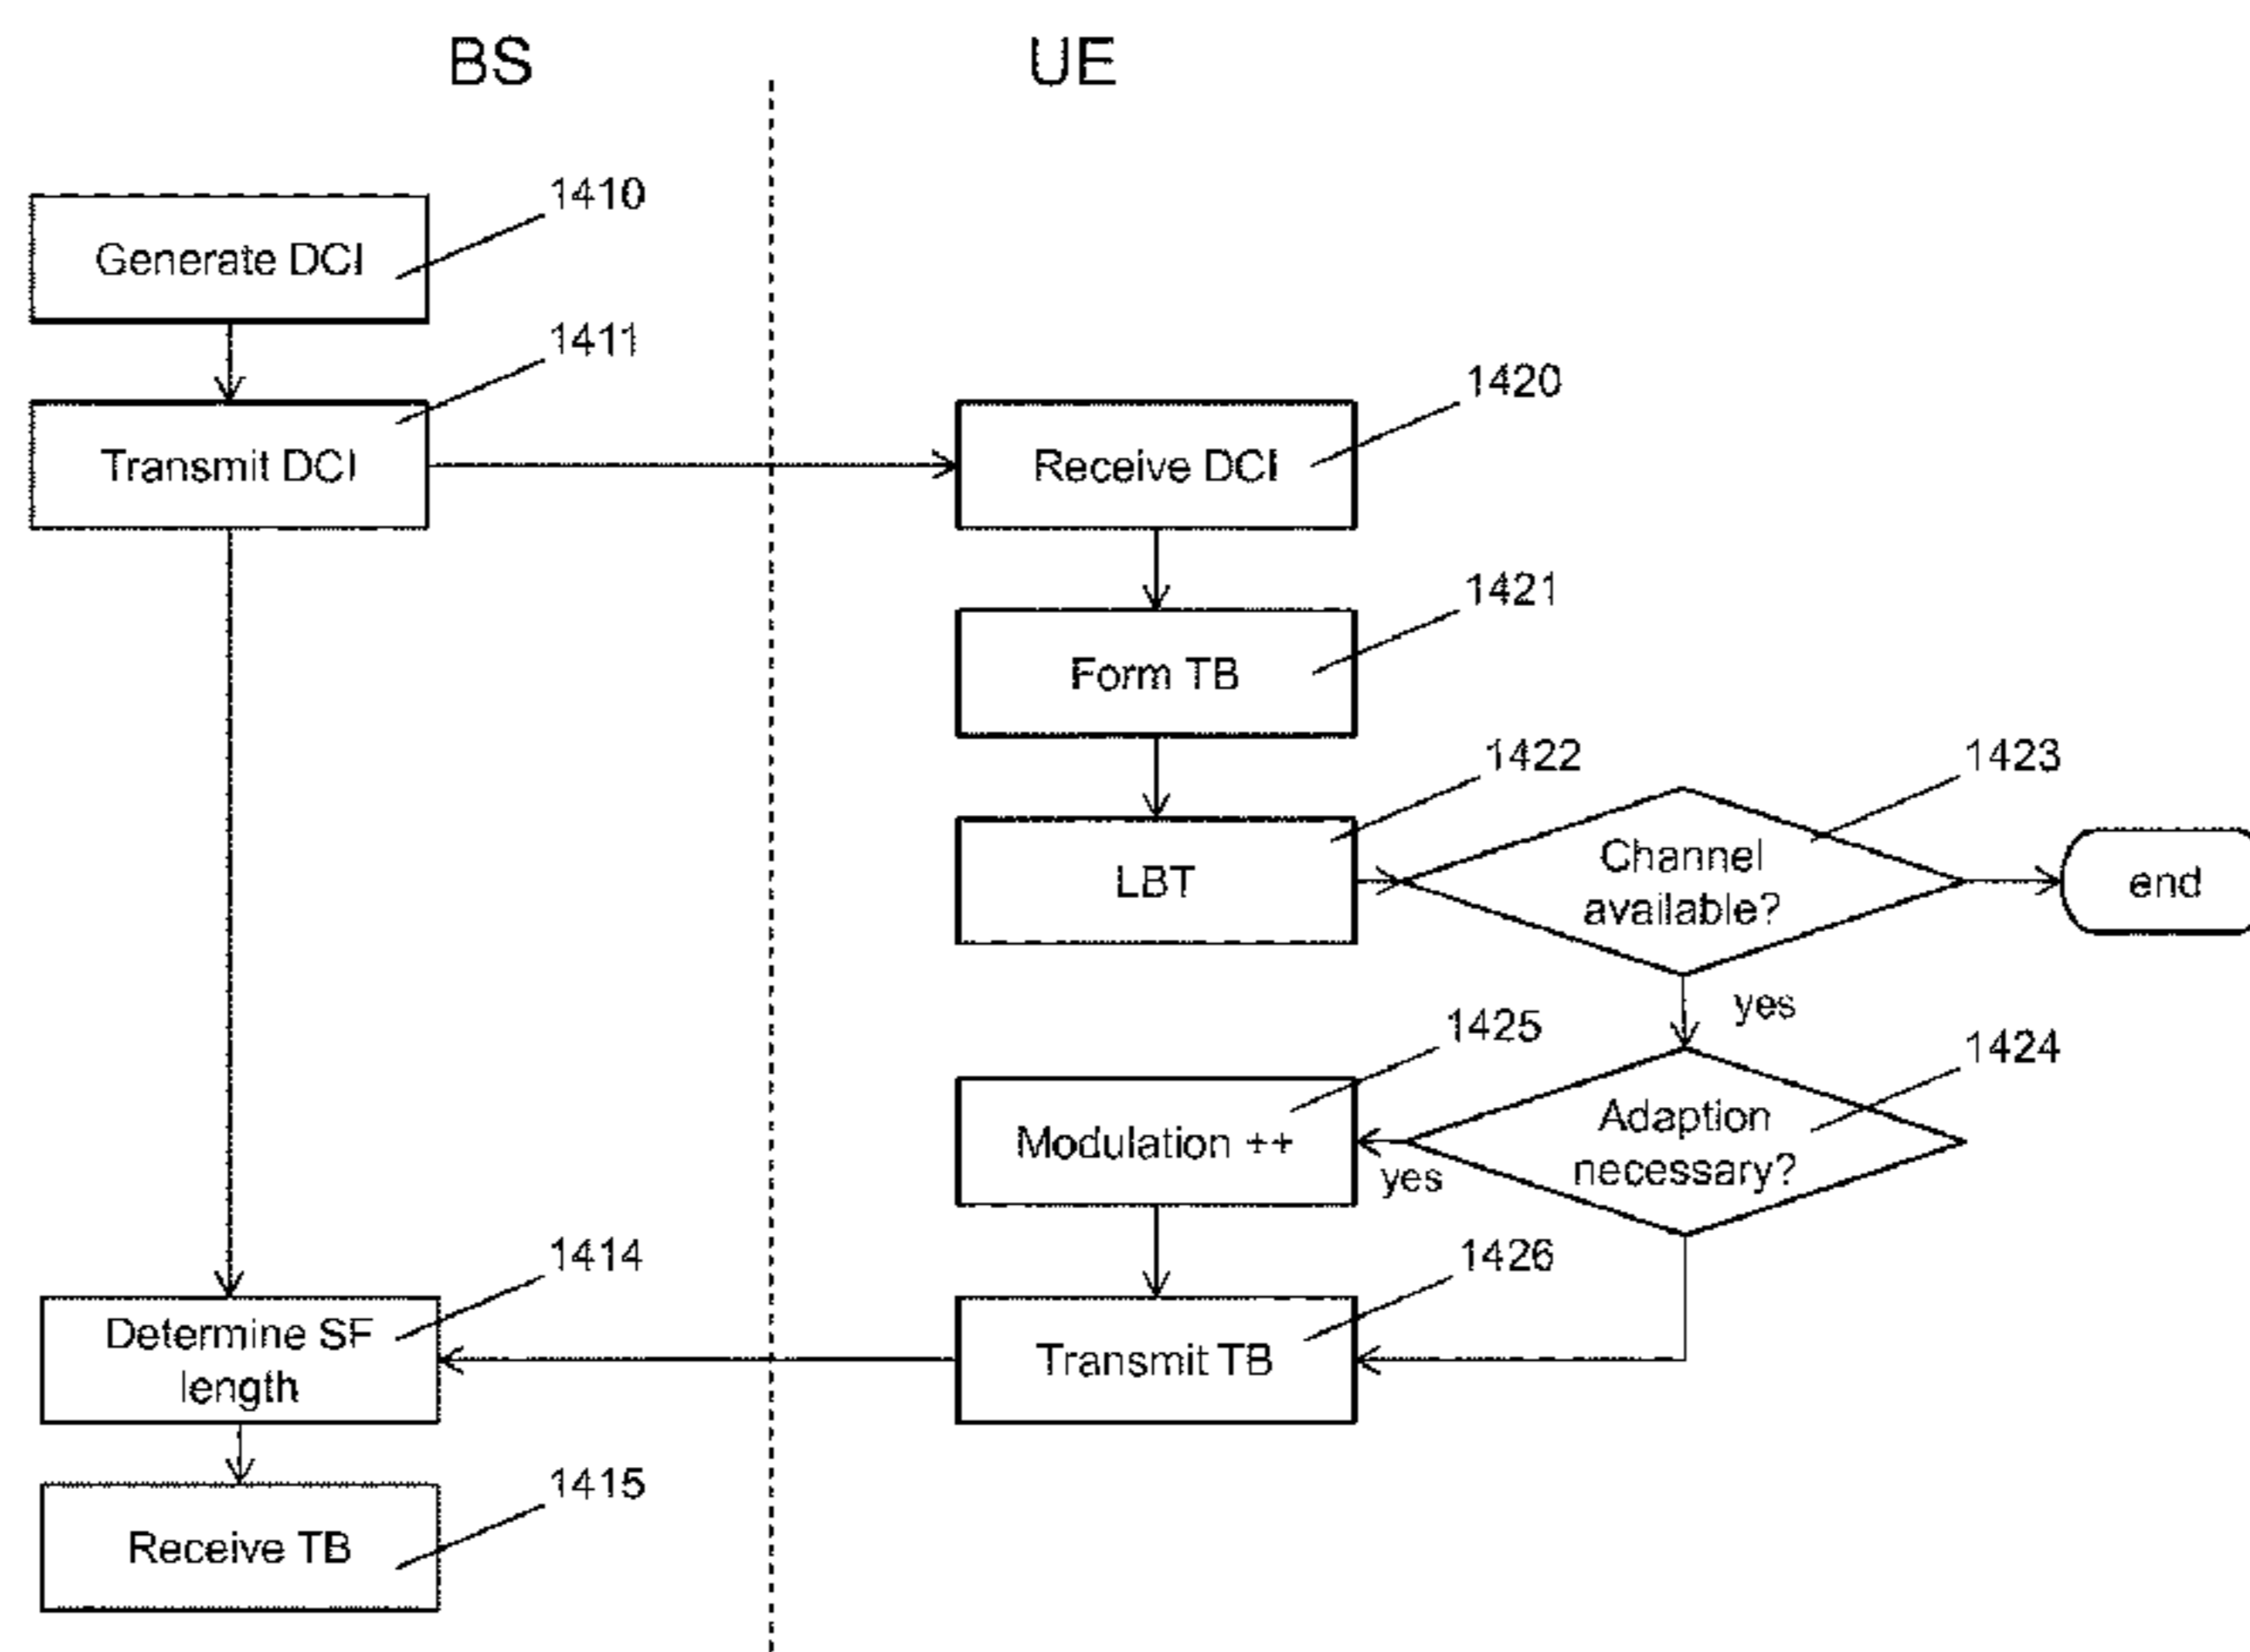 BS
UE
1410
Generate DCI
1411
Transmit DCI
1420
Receive DCI
1421
Form TB
1422
LBT
1423
Channel
available?
end
yes
1424
Adaption
necessary?
yes
1425
Modulation ++
1426
Transmit TB
1414
Determine SF
length
1415
Receive TB